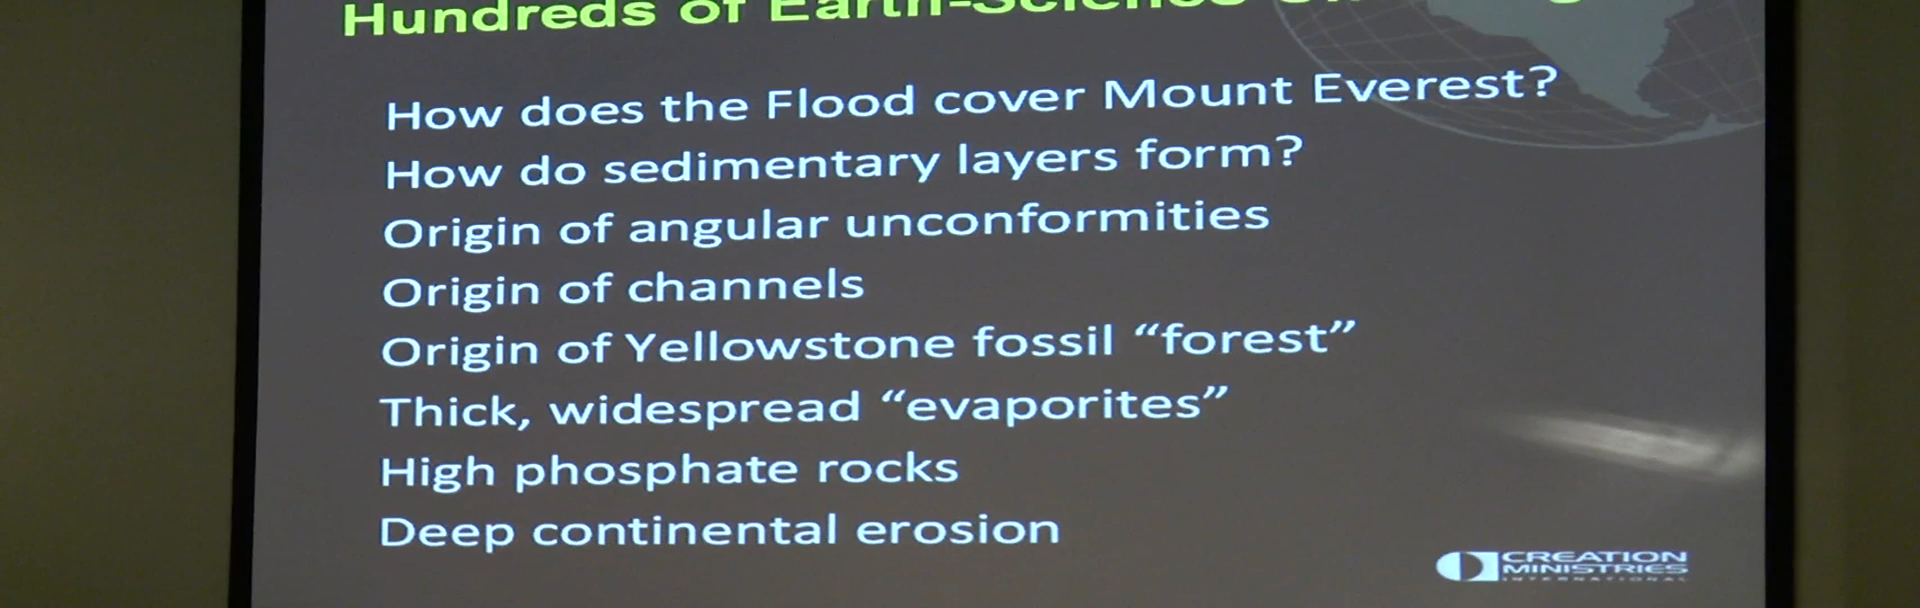 Hundreds of Earth-Science
How does the Flood cover Mount Everest?
How do sedimentary layers form?
Origin of angular unconformities
Origin of channels
Origin of Yellowstone fossil “forest”
Thick, widespread “evaporites”
High phosphate rocks
Deep continental erosion
CREATION
MINISTRIES
INTERNATIONAL